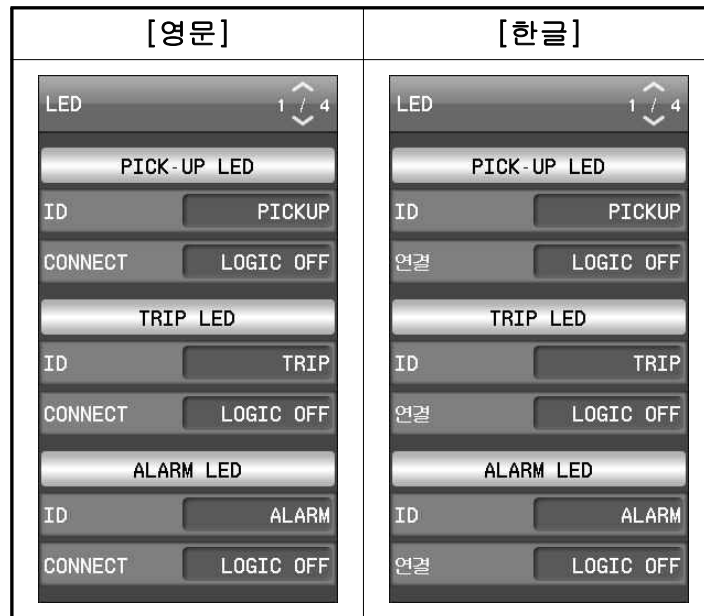 [영문]
[한글]
LED 1 / 4
PICK-UP LED
ID PICKUP
CONNECT LOGIC OFF
TRIP LED
ID TRIP
CONNECT LOGIC OFF
ALARM LED
ID ALARM
CONNECT LOGIC OFF
LED 1 / 4
PICK-UP LED
ID PICKUP
연결 LOGIC OFF
TRIP LED
ID TRIP
연결 LOGIC OFF
ALARM LED
ID ALARM
연결 LOGIC OFF